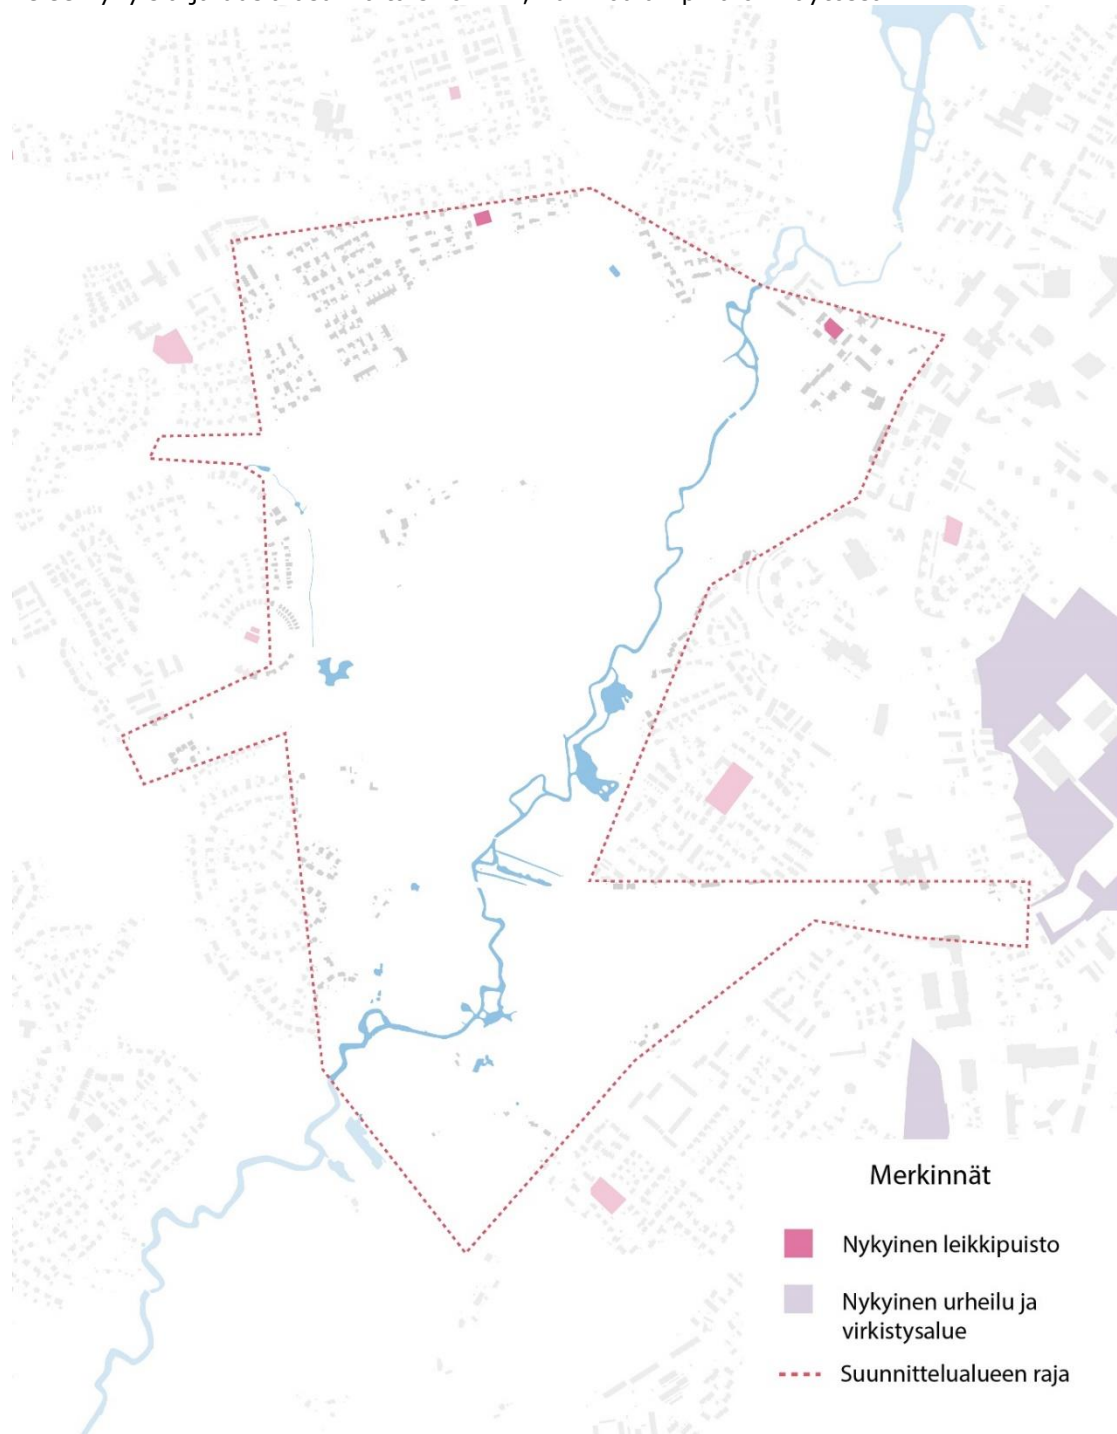 Merkinnät
Nykyinen leikkipuisto
Nykyinen urheilu ja
virkistysalue
Suunnittelualueen raja